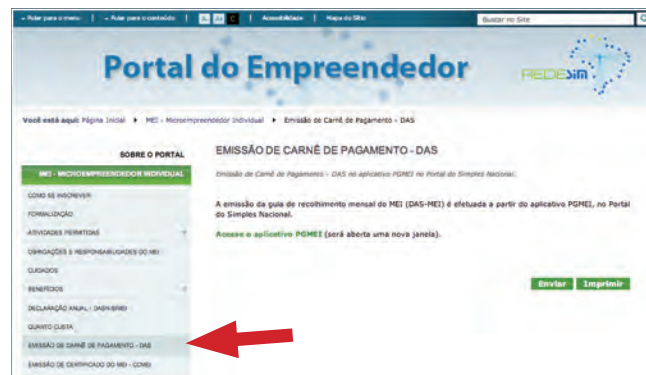 Pular para o menu | Pular para o conteúdo | A- A+ C | Acessibilidade | Mapa do Site
Buscar no Site
Portal do Empreendedor
REDESIM
Você está aqui: Página Inicial ▸ MEI - Microempreendedor Individual ▸ Emissão de Carnê de Pagamento - DAS
SOBRE O PORTAL
MEI - MICROEMPREENDEDOR INDIVIDUAL
COMO SE INSCREVER
FORMALIZAÇÃO
ATIVIDADES PERMITIDAS
OBRIGAÇÕES E RESPONSABILIDADES DO MEI
CUIDADOS
BENEFÍCIOS
DECLARAÇÃO ANUAL - DASN-SIMEI
QUANTO CUSTA
EMISSÃO DE CARNÊ DE PAGAMENTO - DAS
EMISSÃO DE CERTIFICADO DO MEI - CCMEI
EMISSÃO DE CARNÊ DE PAGAMENTO - DAS
Emissão de Carnê de Pagamento - DAS no aplicativo PGMEI no Portal do Simples Nacional.
A emissão da guia de recolhimento mensal do MEI (DAS-MEI) é efetuada a partir do aplicativo PGMEI, no Portal
do Simples Nacional.
Acesse o aplicativo PGMEI (será aberta uma nova janela).
Enviar Imprimir